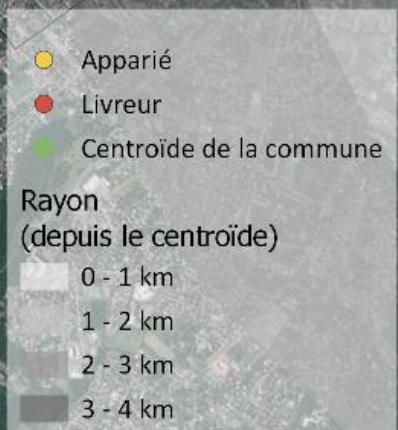 Apparié
Livreur
Centroïde de la commune
Rayon
(depuis le centroïde)
0 - 1 km
1 - 2 km
2 - 3 km
3 - 4 km